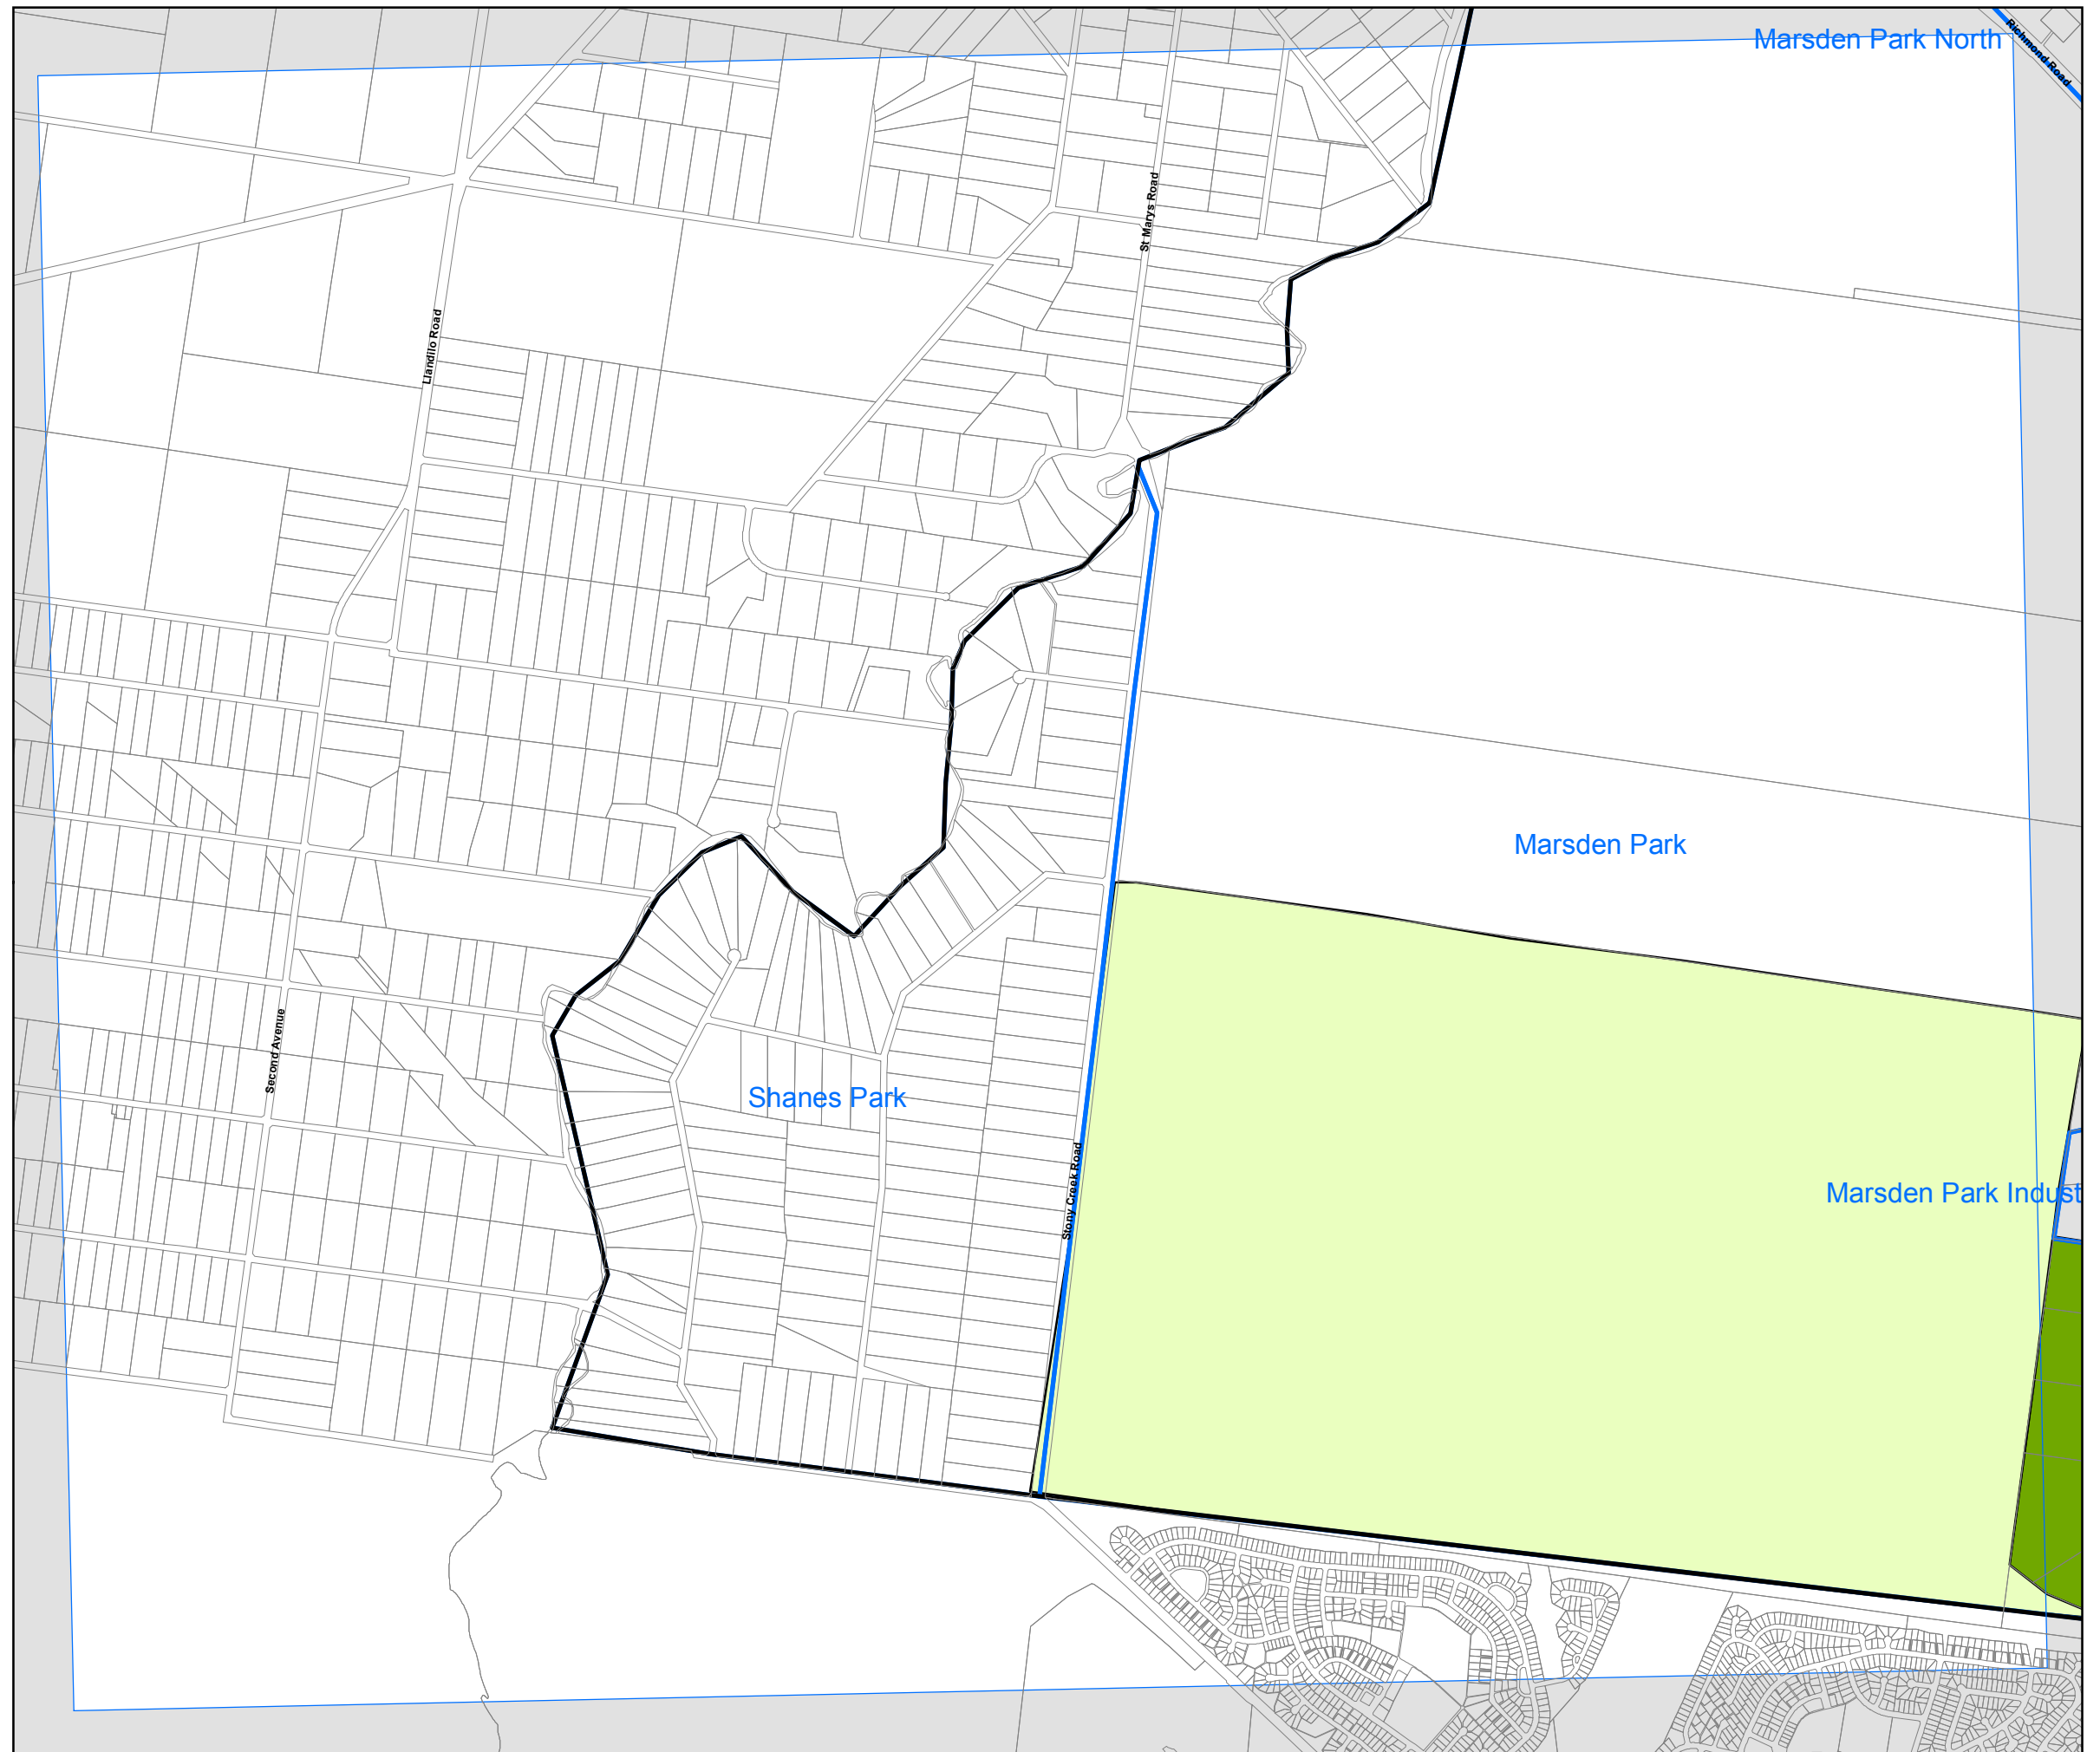 Marsden Park North
Richmond Road
St Marys Road
Llandilo Road
Marsden Park
Second Avenue
Shanes Park
Stony Creek Road
Marsden Park Indust